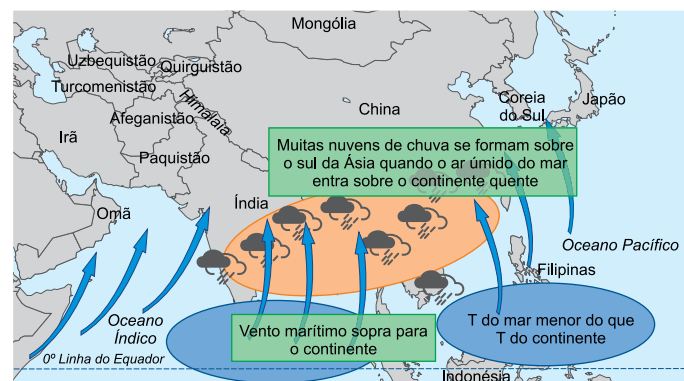 Mongólia
Uzbequistão
Quirguistão
Turcomenistão
Himalaia
China
Coreia
do Sul
Japão
Afeganistão
Irã
Paquistão
Muitas nuvens de chuva se formam sobre
o sul da Ásia quando o ar úmido do mar
entra sobre o continente quente
Índia
Omã
Oceano Pacífico
Filipinas
Oceano
Índico
Vento marítimo sopra para
o continente
T do mar menor do que
T do continente
0º Linha do Equador
Indonésia